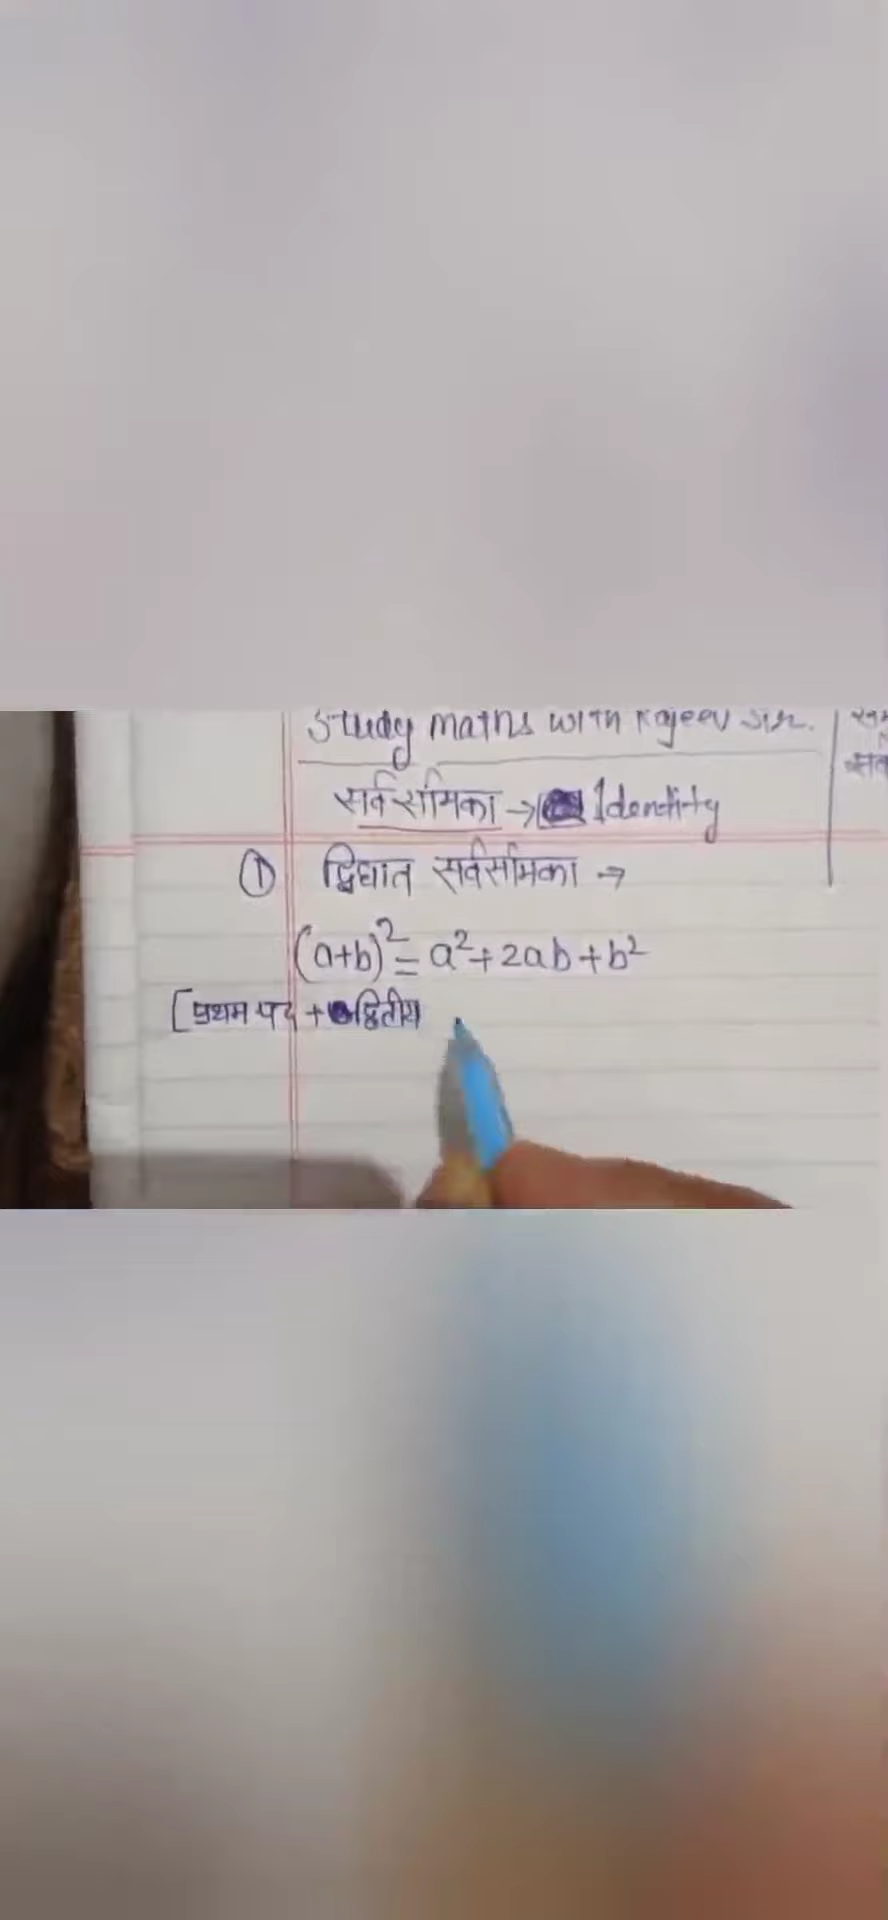 Study maths with Rajeev Sir.
सर्वसमिका → Identity
① द्विघात सर्वसमिका →
(a+b)² = a²+2ab+b²
[प्रथम पद + द्वितीय